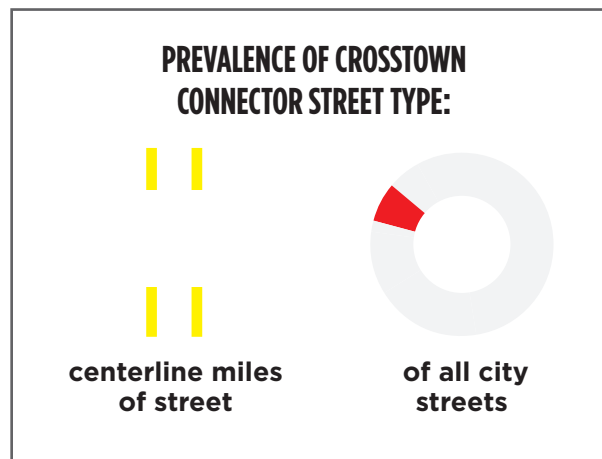 PREVALENCE OF CROSSTOWN
CONNECTOR STREET TYPE:
centerline miles
of street
of all city
streets